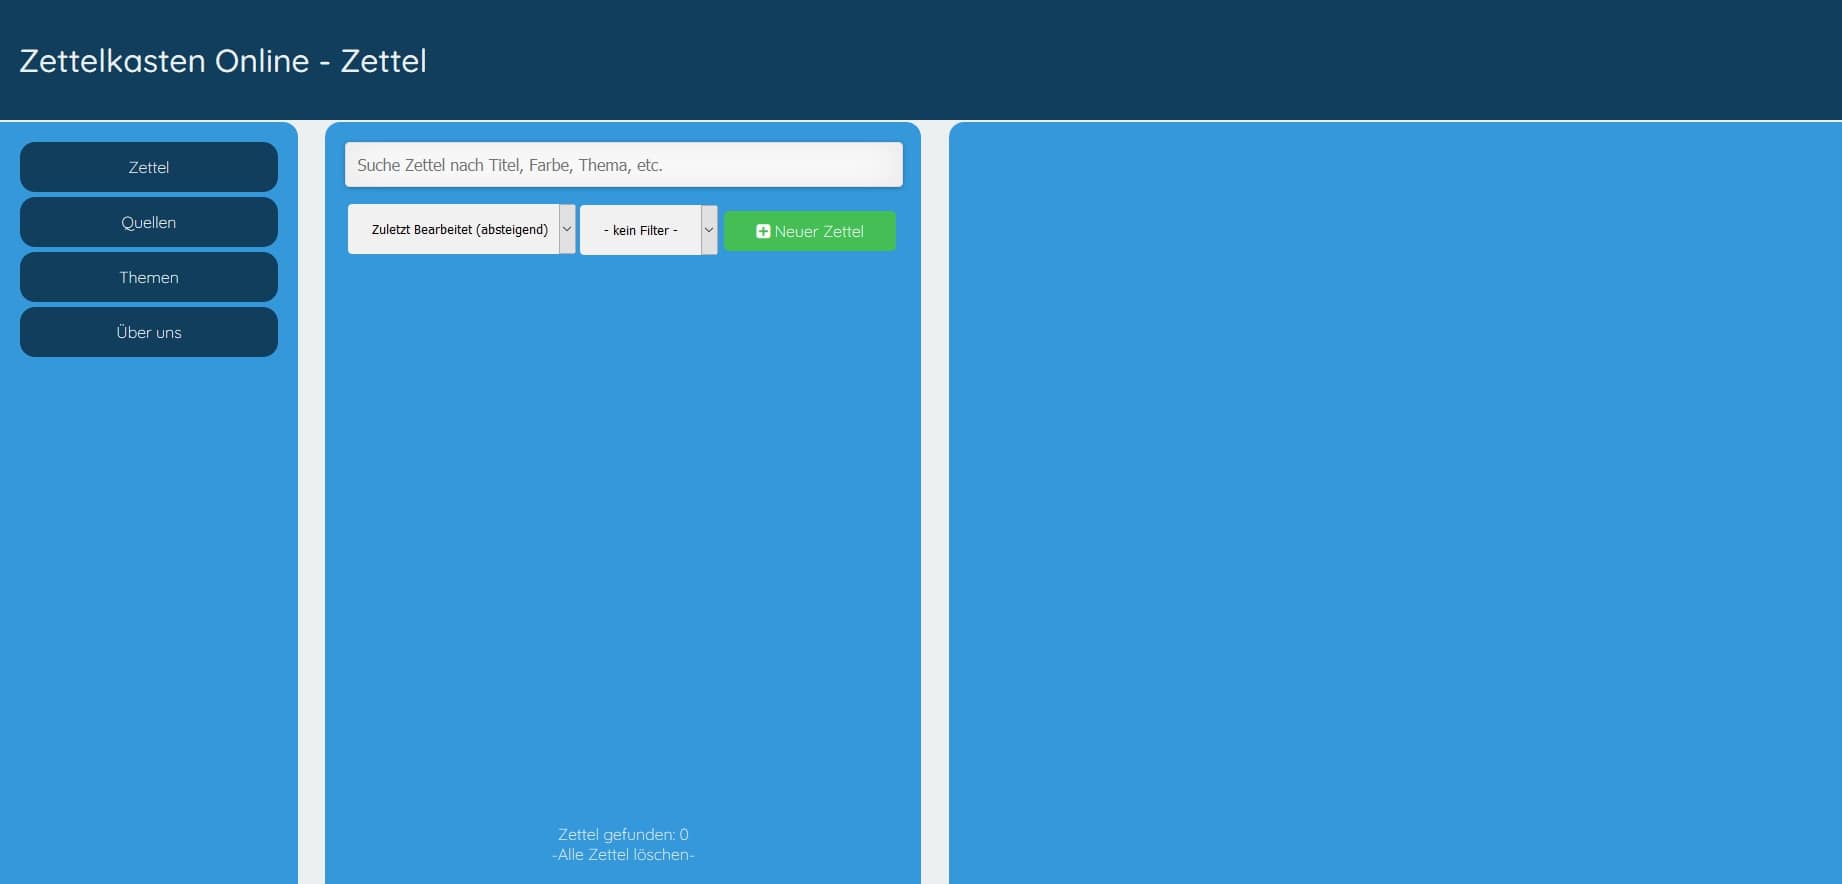 Zettelkasten Online - Zettel
Zettel
Quellen
Themen
Über uns
Suche Zettel nach Titel, Farbe, Thema, etc.
Zuletzt Bearbeitet (absteigend)
- kein Filter -
Neuer Zettel
Zettel gefunden: 0
-Alle Zettel löschen-